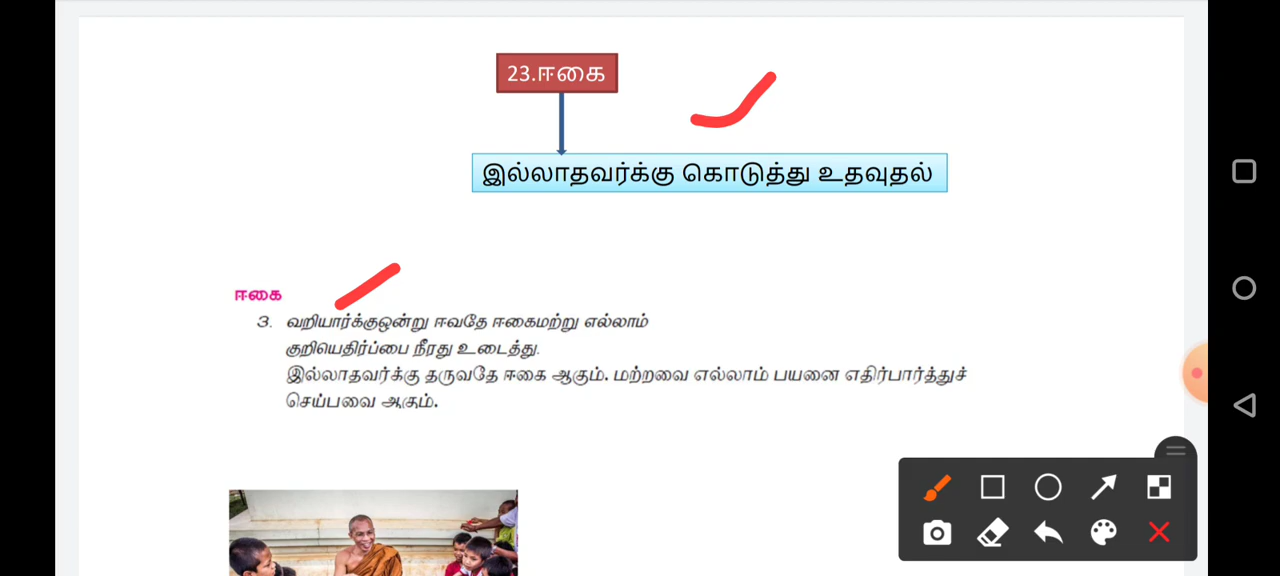 23.ஈகை
இல்லாதவர்க்கு கொடுத்து உதவுதல்
ஈகை
3. வறியார்க்குஒன்று ஈவதே ஈகைமற்று எல்லாம்
குறியெதிர்ப்பை நீரது உடைத்து.
இல்லாதவர்க்கு தருவதே ஈகை ஆகும். மற்றவை எல்லாம் பயனை எதிர்பார்த்துச்
செய்பவை ஆகும்.